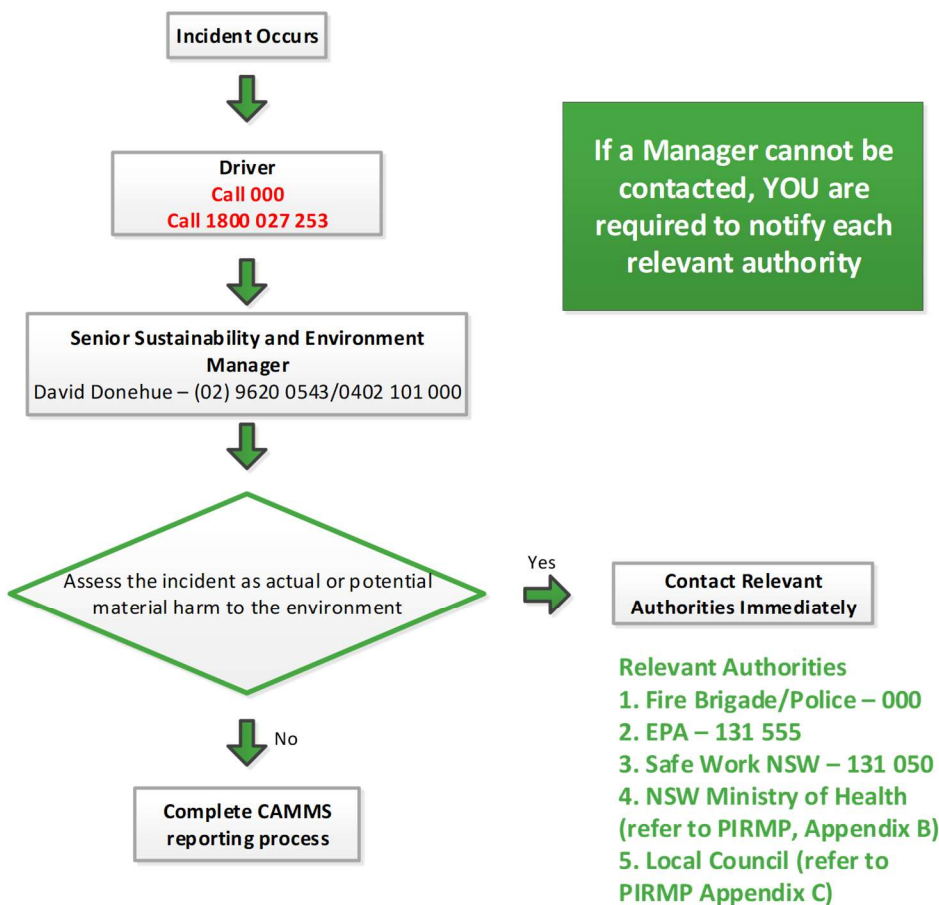 Incident Occurs
Driver
Call 000
Call 1800 027 253
If a Manager cannot be
contacted, YOU are
required to notify each
relevant authority
Senior Sustainability and Environment
Manager
David Donehue – (02) 9620 0543/0402 101 000
Assess the incident as actual or potential
material harm to the environment
Yes
Contact Relevant
Authorities Immediately
Relevant Authorities
1. Fire Brigade/Police – 000
2. EPA – 131 555
3. Safe Work NSW – 131 050
4. NSW Ministry of Health
(refer to PIRMP, Appendix B)
5. Local Council (refer to
PIRMP Appendix C)
No
Complete CAMMS
reporting process